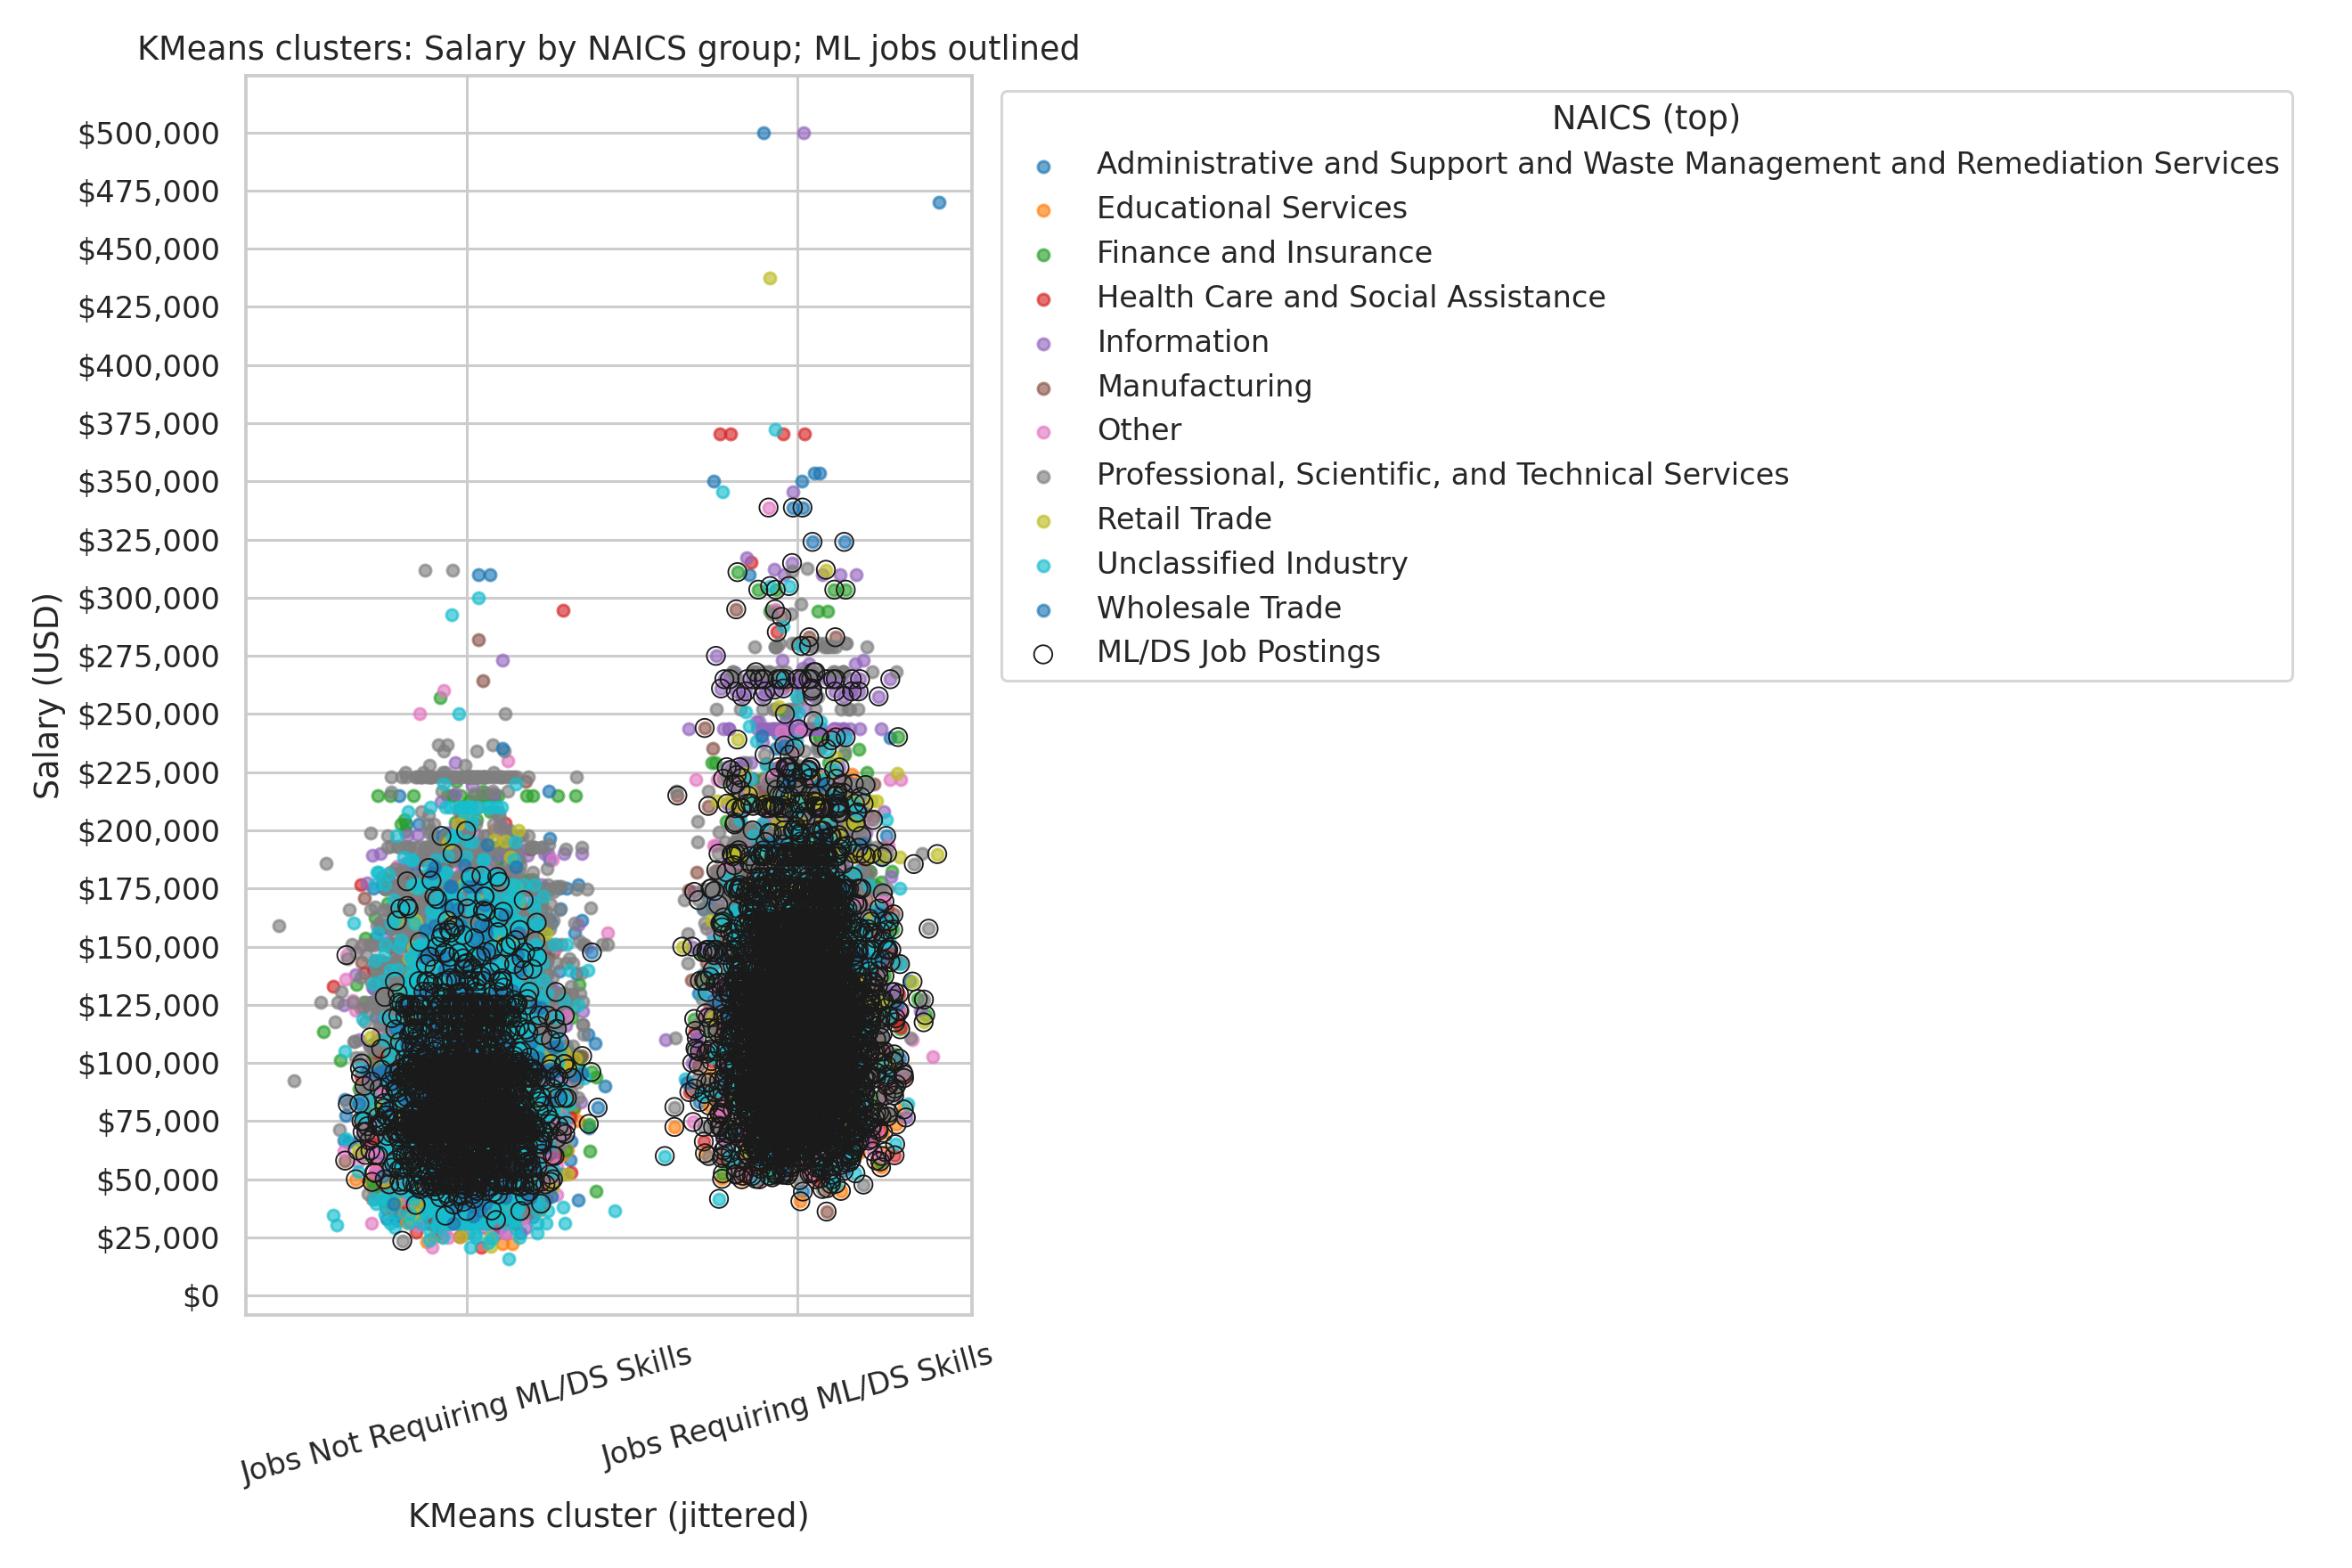 KMeans clusters: Salary by NAICS group; ML jobs outlined
$500,000
$475,000
$450,000
$425,000
$400,000
$375,000
$350,000
$325,000
$300,000
$275,000
$250,000
$225,000
$200,000
$175,000
$150,000
$125,000
$100,000
$75,000
$50,000
$25,000
$0
Salary (USD)
Jobs Not Requiring ML/DS Skills
Jobs Requiring ML/DS Skills
KMeans cluster (jittered)
NAICS (top)
Administrative and Support and Waste Management and Remediation Services
Educational Services
Finance and Insurance
Health Care and Social Assistance
Information
Manufacturing
Other
Professional, Scientific, and Technical Services
Retail Trade
Unclassified Industry
Wholesale Trade
ML/DS Job Postings